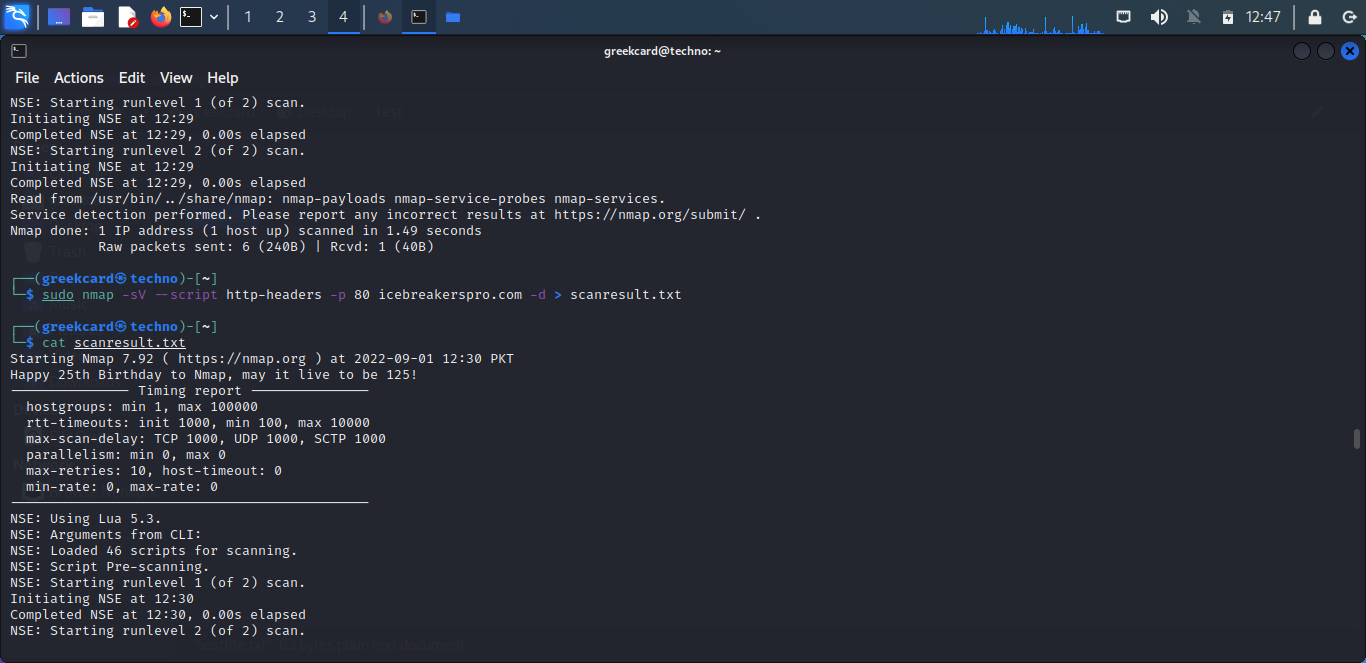 1 2 3 4 12:47
greekcard@techno: ~
File Actions Edit View Help
NSE: Starting runlevel 1 (of 2) scan.
Initiating NSE at 12:29
Completed NSE at 12:29, 0.00s elapsed
NSE: Starting runlevel 2 (of 2) scan.
Initiating NSE at 12:29
Completed NSE at 12:29, 0.00s elapsed
Read from /usr/bin/../share/nmap: nmap-payloads nmap-service-probes nmap-services.
Service detection performed. Please report any incorrect results at https://nmap.org/submit/ .
Nmap done: 1 IP address (1 host up) scanned in 1.49 seconds
Raw packets sent: 6 (240B) | Rcvd: 1 (40B)
┌──(greekcard㉿techno)-[~]
└─$ sudo nmap -sV --script http-headers -p 80 icebreakerspro.com -d > scanresult.txt
┌──(greekcard㉿techno)-[~]
└─$ cat scanresult.txt
Starting Nmap 7.92 ( https://nmap.org ) at 2022-09-01 12:30 PKT
Happy 25th Birthday to Nmap, may it live to be 125!
--------------- Timing report ---------------
hostgroups: min 1, max 100000
rtt-timeouts: init 1000, min 100, max 10000
max-scan-delay: TCP 1000, UDP 1000, SCTP 1000
parallelism: min 0, max 0
max-retries: 10, host-timeout: 0
min-rate: 0, max-rate: 0
---------------------------------------------
NSE: Using Lua 5.3.
NSE: Arguments from CLI:
NSE: Loaded 46 scripts for scanning.
NSE: Script Pre-scanning.
NSE: Starting runlevel 1 (of 2) scan.
Initiating NSE at 12:30
Completed NSE at 12:30, 0.00s elapsed
NSE: Starting runlevel 2 (of 2) scan.